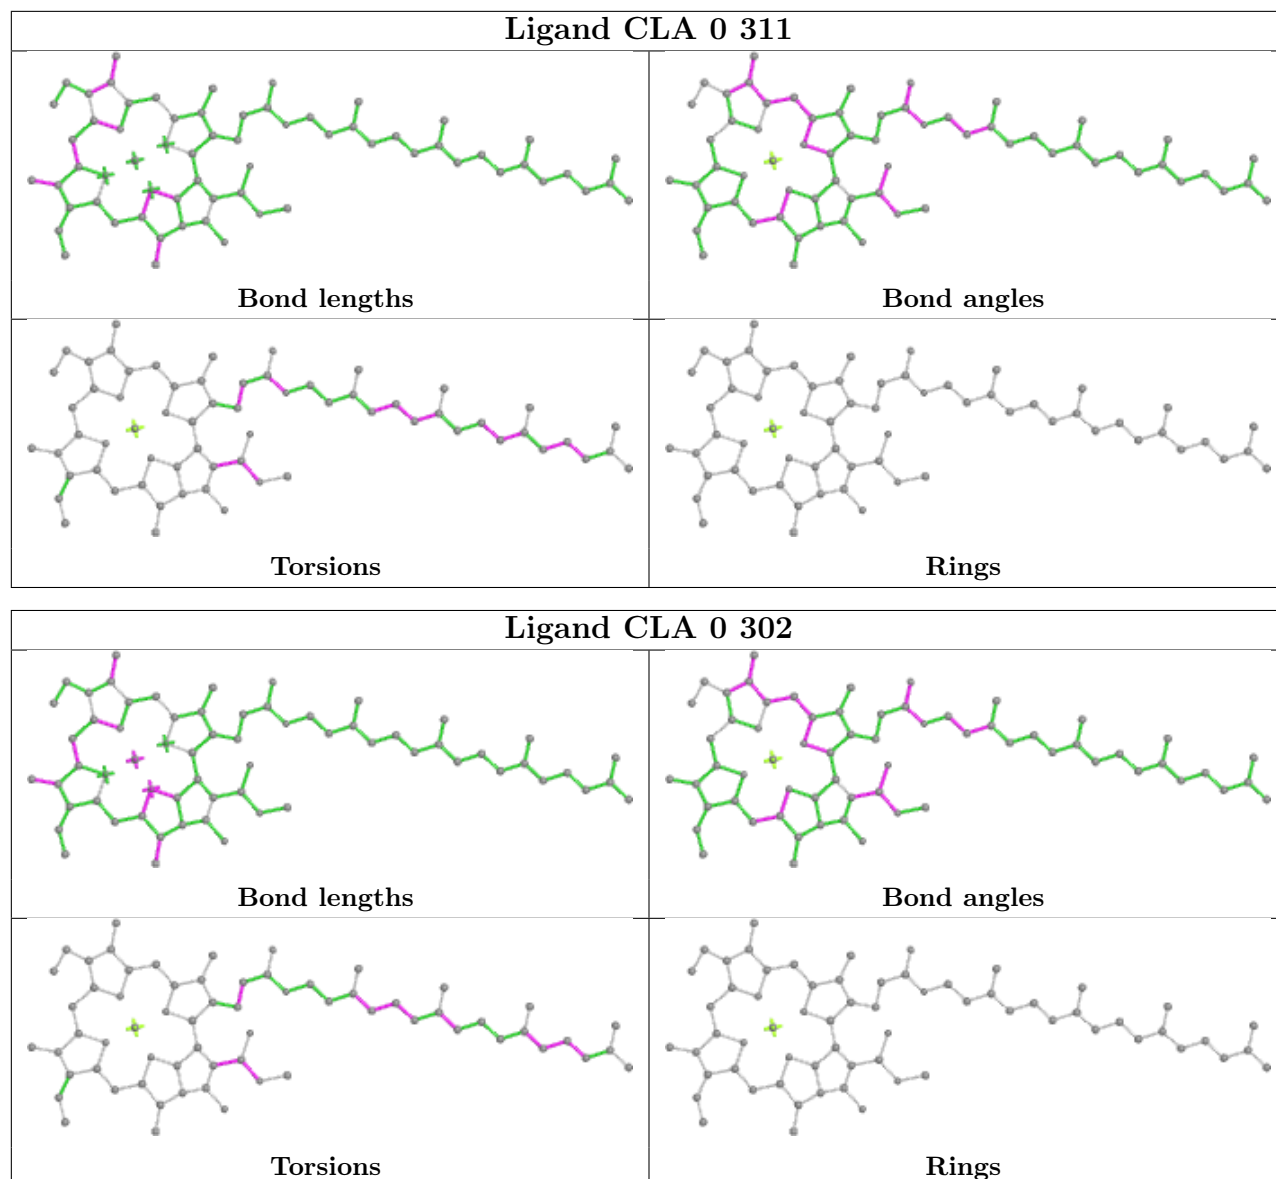 Ligand CLA 0 311
Bond lengths
Bond angles
Torsions
Rings
Ligand CLA 0 302
Bond lengths
Bond angles
Torsions
Rings